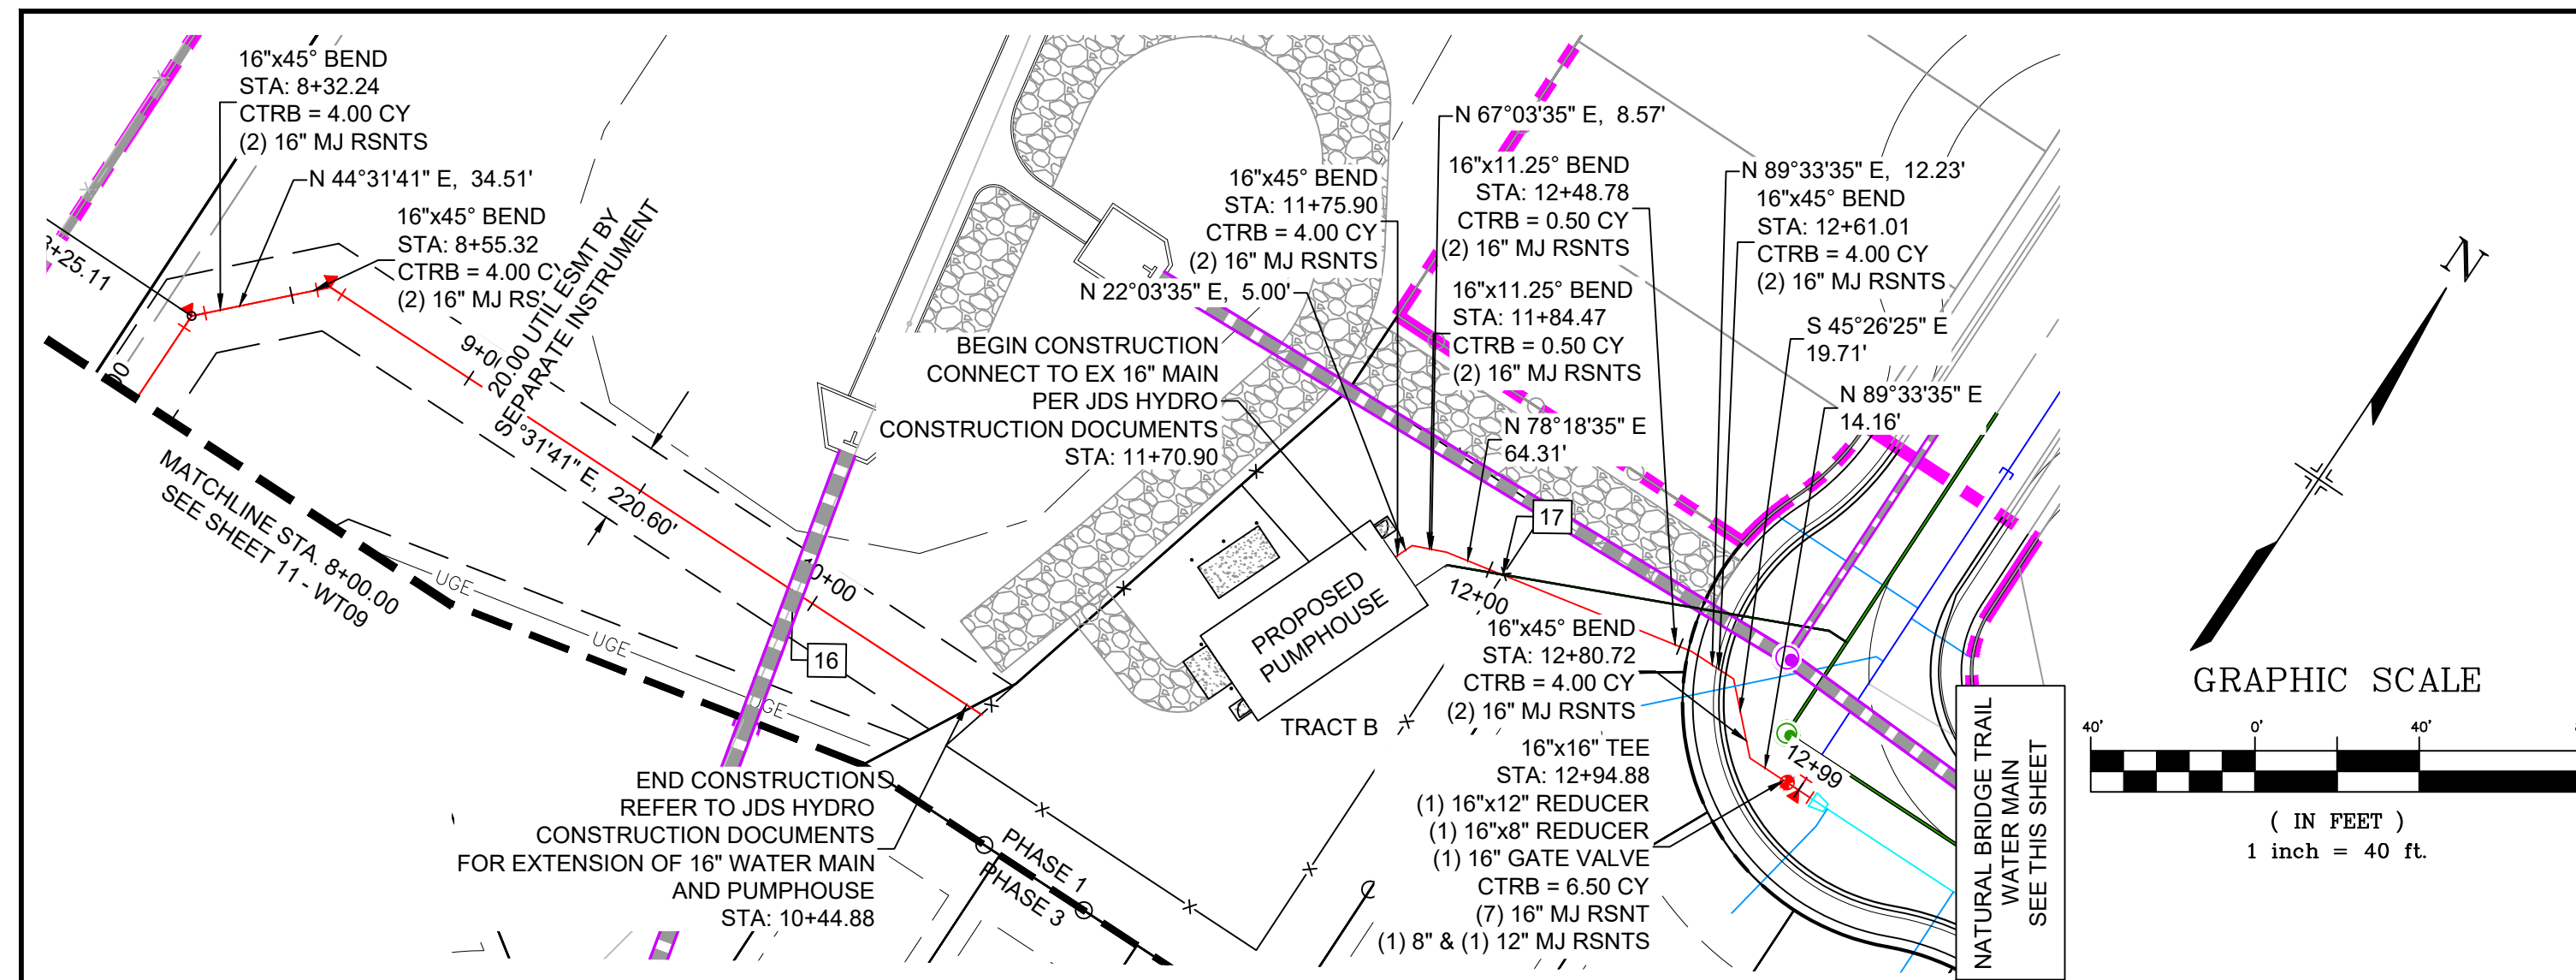 16"x45° BEND
STA: 8+32.24
CTRB = 4.00 CY
(2) 16" MJ RSNTS
N 44°31'41" E, 34.51'
16"x45° BEND
STA: 8+55.32
CTRB = 4.00 CY
(2) 16" MJ
+25.11
00
9+00
20.00 UTIL ESMT BY
SEPARATE INSTRUMENT
°31'41" E, 220.60'
MATCHLINE STA. 8+00.00
SEE SHEET 11 - WT09
UGE
UGE
UGE
10+00
16
END CONSTRUCTION
REFER TO JDS HYDRO
CONSTRUCTION DOCUMENTS
FOR EXTENSION OF 16" WATER MAIN
AND PUMPHOUSE
STA: 10+44.88
PHASE 1
PHASE 3
16"x45° BEND
STA: 11+75.90
CTRB = 4.00 CY
(2) 16" MJ RSNTS
N 22°03'35" E, 5.00'
BEGIN CONSTRUCTION
CONNECT TO EX 16" MAIN
PER JDS HYDRO
CONSTRUCTION DOCUMENTS
STA: 11+70.90
PROPOSED
PUMPHOUSE
TRACT B
N 67°03'35" E, 8.57'
16"x11.25° BEND
STA: 12+48.78
CTRB = 0.50 CY
(2) 16" MJ RSNTS
16"x11.25° BEND
STA: 11+84.47
CTRB = 0.50 CY
(2) 16" MJ RSNTS
N 78°18'35" E
64.31'
17
12+00
N 89°33'35" E, 12.23'
16"x45° BEND
STA: 12+61.01
CTRB = 4.00 CY
(2) 16" MJ RSNTS
S 45°26'25" E
19.71'
N 89°33'35" E
14.16'
16"x45° BEND
STA: 12+80.72
CTRB = 4.00 CY
(2) 16" MJ RSNTS
16"x16" TEE
STA: 12+94.88
(1) 16"x12" REDUCER
(1) 16"x8" REDUCER
(1) 16" GATE VALVE
CTRB = 6.50 CY
(7) 16" MJ RSNT
(1) 8" & (1) 12" MJ RSNTS
12+99
NATURAL BRIDGE TRAIL
WATER MAIN
SEE THIS SHEET
N
GRAPHIC SCALE
40' 0' 40'
( IN FEET )
1 inch = 40 ft.